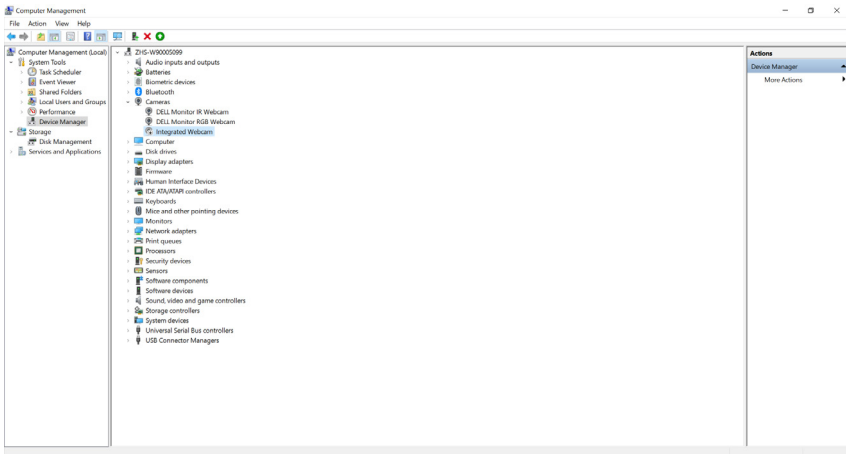 Computer Management
File Action View Help
Computer Management (Local)
System Tools
Task Scheduler
Event Viewer
Shared Folders
Local Users and Groups
Performance
Device Manager
Storage
Disk Management
Services and Applications
ZHS-W90005099
Audio inputs and outputs
Batteries
Biometric devices
Bluetooth
Cameras
DELL Monitor IR Webcam
DELL Monitor RGB Webcam
Integrated Webcam
Computer
Disk drives
Display adapters
Firmware
Human Interface Devices
IDE ATA/ATAPI controllers
Keyboards
Mice and other pointing devices
Monitors
Network adapters
Print queues
Processors
Security devices
Sensors
Software components
Software devices
Sound, video and game controllers
Storage controllers
System devices
Universal Serial Bus controllers
USB Connector Managers
Actions
Device Manager
More Actions